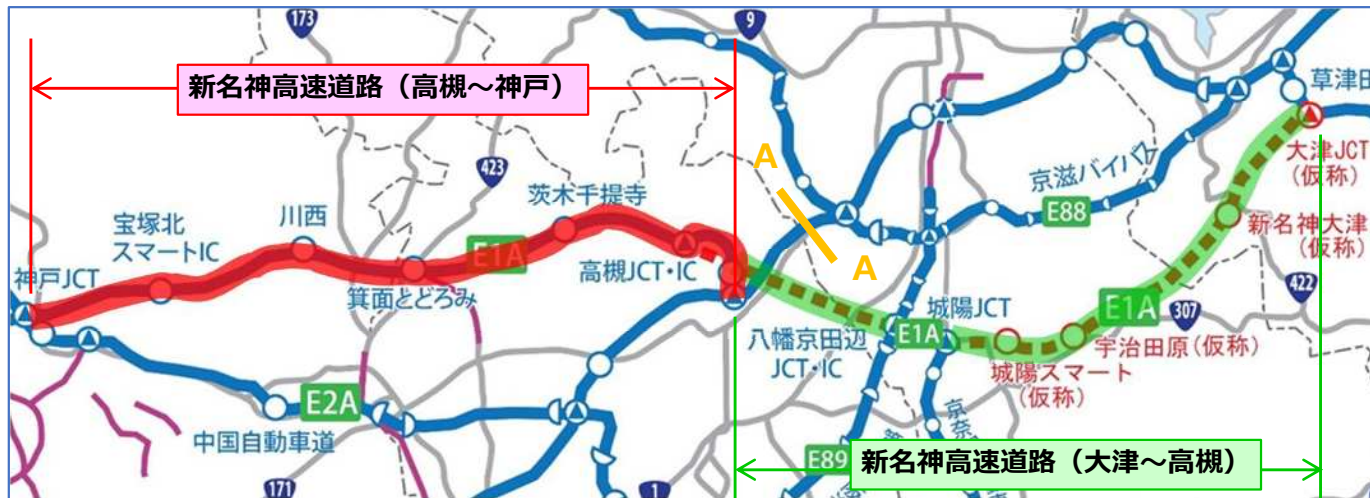 173
9
新名神高速道路（高槻～神戸）
草津田
A
423
大津JCT
（仮称）
京滋バイパス
茨木千提寺
E88
川西
宝塚北
スマートIC
新名神大津
（仮称）
E1A
A
高槻JCT・IC
神戸JCT
箕面とどろみ
422
E1A
307
城陽JCT
E1A
八幡京田辺
JCT・IC
宇治田原（仮称）
城陽スマート
（仮称）
E2A
中国自動車道
京奈
E89
新名神高速道路（大津～高槻）
171
1